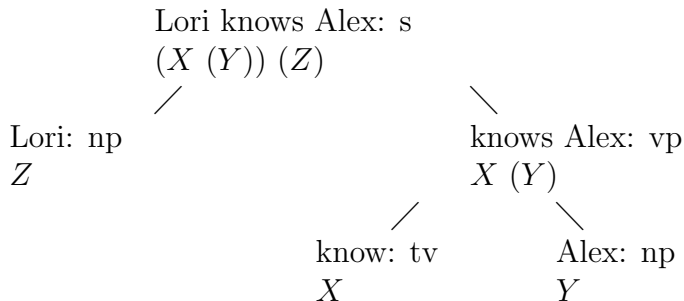 Lori knows Alex: s
(X (Y)) (Z)
Lori: np
Z
knows Alex: vp
X (Y)
know: tv
X
Alex: np
Y